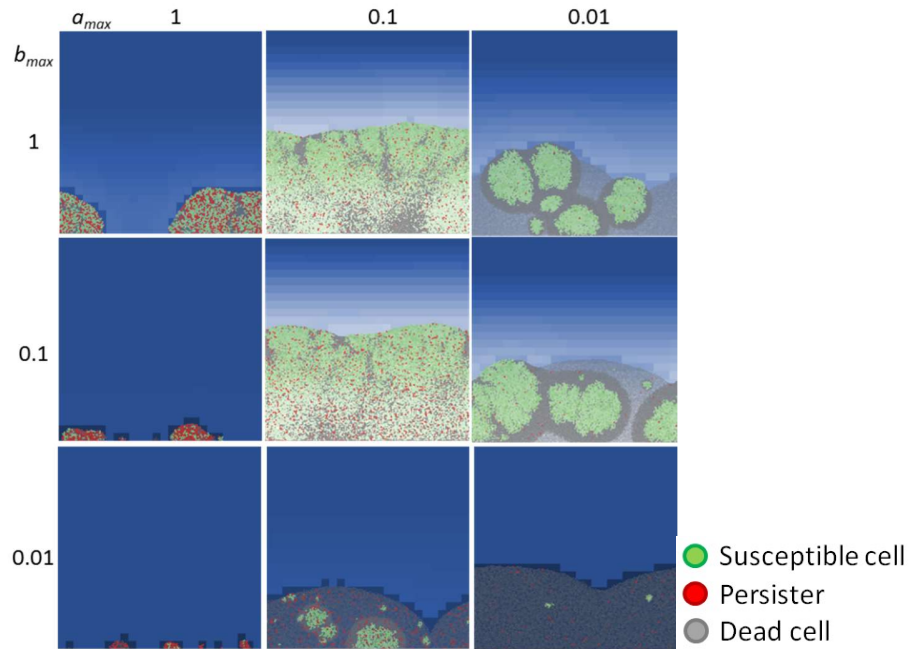 a_max 1 0.1 0.01
b_max
1
0.1
0.01
Susceptible cell
Persister
Dead cell